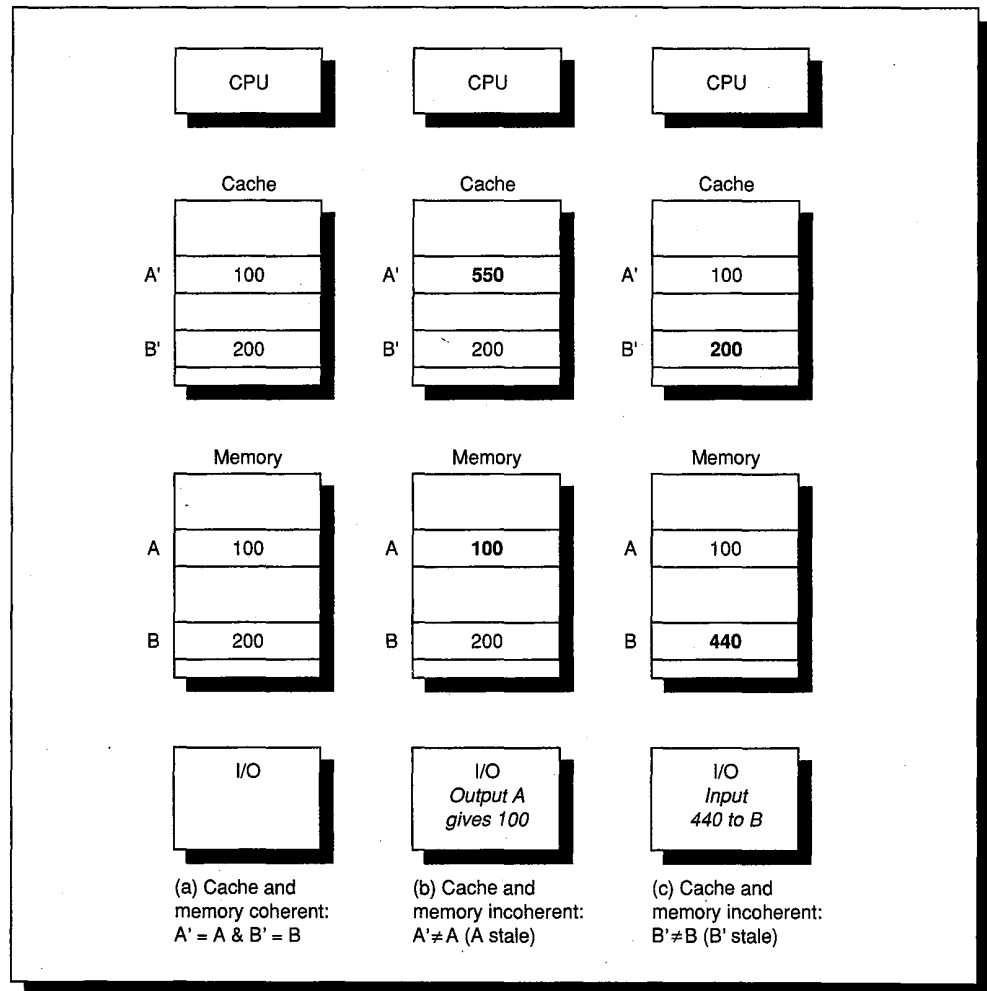 CPU CPU CPU
Cache Cache Cache
A' 100 A' 550 A' 100
B' 200 B' 200 B' 200
Memory Memory Memory
A 100 A 100 A 100
B 200 B 200 B 440
I/O
I/O
Output A
gives 100
I/O
Input
440 to B
(a) Cache and
memory coherent:
A' = A & B' = B
(b) Cache and
memory incoherent:
A'≠A (A stale)
(c) Cache and
memory incoherent:
B'≠B (B' stale)